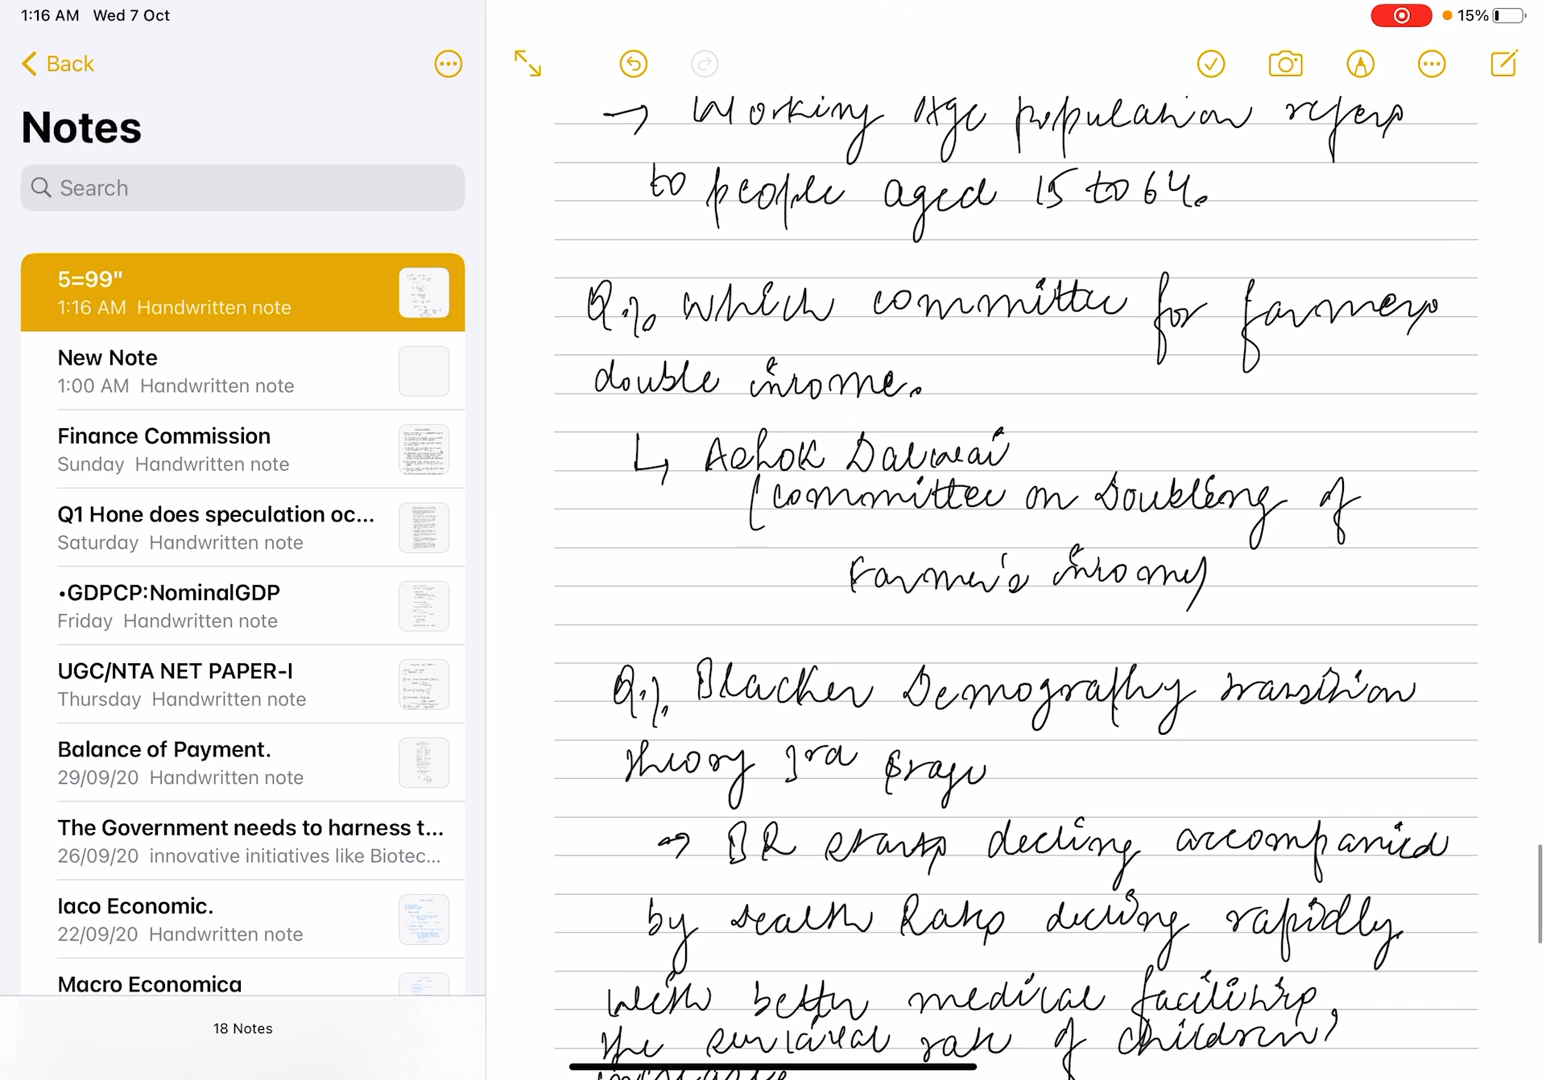 1:16 AM Wed 7 Oct
15%
Back
Notes
Search
5=99"
1:16 AM Handwritten note
New Note
1:00 AM Handwritten note
Finance Commission
Sunday Handwritten note
Q1 Hone does speculation oc...
Saturday Handwritten note
•GDPCP:NominalGDP
Friday Handwritten note
UGC/NTA NET PAPER-I
Thursday Handwritten note
Balance of Payment.
29/09/20 Handwritten note
The Government needs to harness t...
26/09/20 innovative initiatives like Biotec...
Iaco Economic.
22/09/20 Handwritten note
Macro Economica
18 Notes
→ Working Age population refers
to people aged 15 to 64.
Q.). Which committee for farmers
double income.
↳ Ashok Dalwai
(committee on Doubling of
Farmer's income)
Q.). Blacker Demography transition
theory 3rd stage
→ BR starts decling accompanied
by death Rates decling rapidly
with better medical facilities,
the survival rate of children,